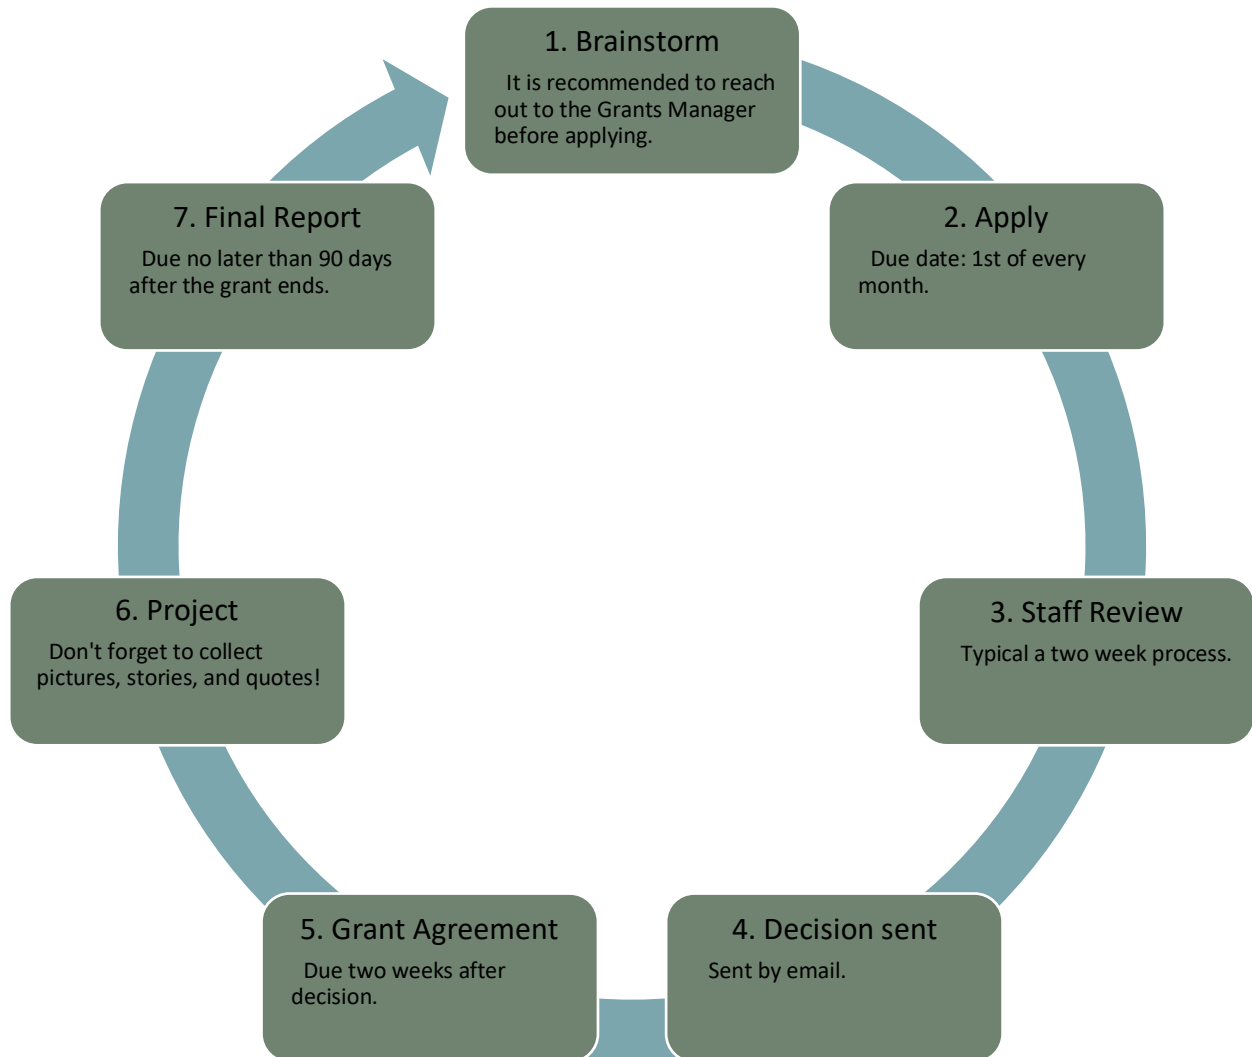 1. Brainstorm
It is recommended to reach
out to the Grants Manager
before applying.
2. Apply
Due date: 1st of every
month.
3. Staff Review
Typical a two week process.
4. Decision sent
Sent by email.
5. Grant Agreement
Due two weeks after
decision.
6. Project
Don't forget to collect
pictures, stories, and quotes!
7. Final Report
Due no later than 90 days
after the grant ends.